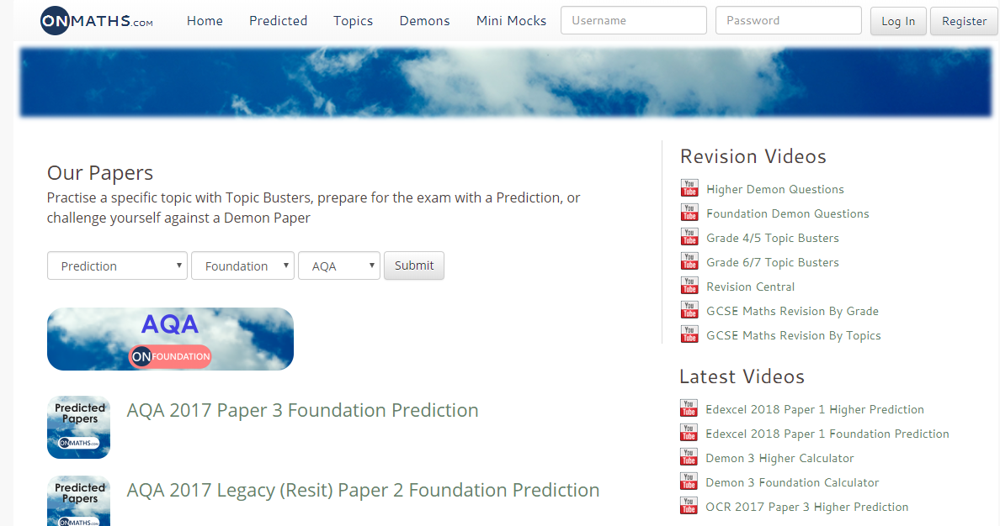 ONMATHS.COM Home Predicted Topics Demons Mini Mocks Username Password Log In Register
Our Papers
Practise a specific topic with Topic Busters, prepare for the exam with a Prediction, or
challenge yourself against a Demon Paper
Prediction Foundation AQA Submit
AQA
ONFOUNDATION
Predicted
Papers
ONMATHS.COM
AQA 2017 Paper 3 Foundation Prediction
Predicted
Papers
ONMATHS.COM
AQA 2017 Legacy (Resit) Paper 2 Foundation Prediction
Revision Videos
You Tube Higher Demon Questions
You Tube Foundation Demon Questions
You Tube Grade 4/5 Topic Busters
You Tube Grade 6/7 Topic Busters
You Tube Revision Central
You Tube GCSE Maths Revision By Grade
You Tube GCSE Maths Revision By Topics
Latest Videos
You Tube Edexcel 2018 Paper 1 Higher Prediction
You Tube Edexcel 2018 Paper 1 Foundation Prediction
You Tube Demon 3 Higher Calculator
You Tube Demon 3 Foundation Calculator
You Tube OCR 2017 Paper 3 Higher Prediction